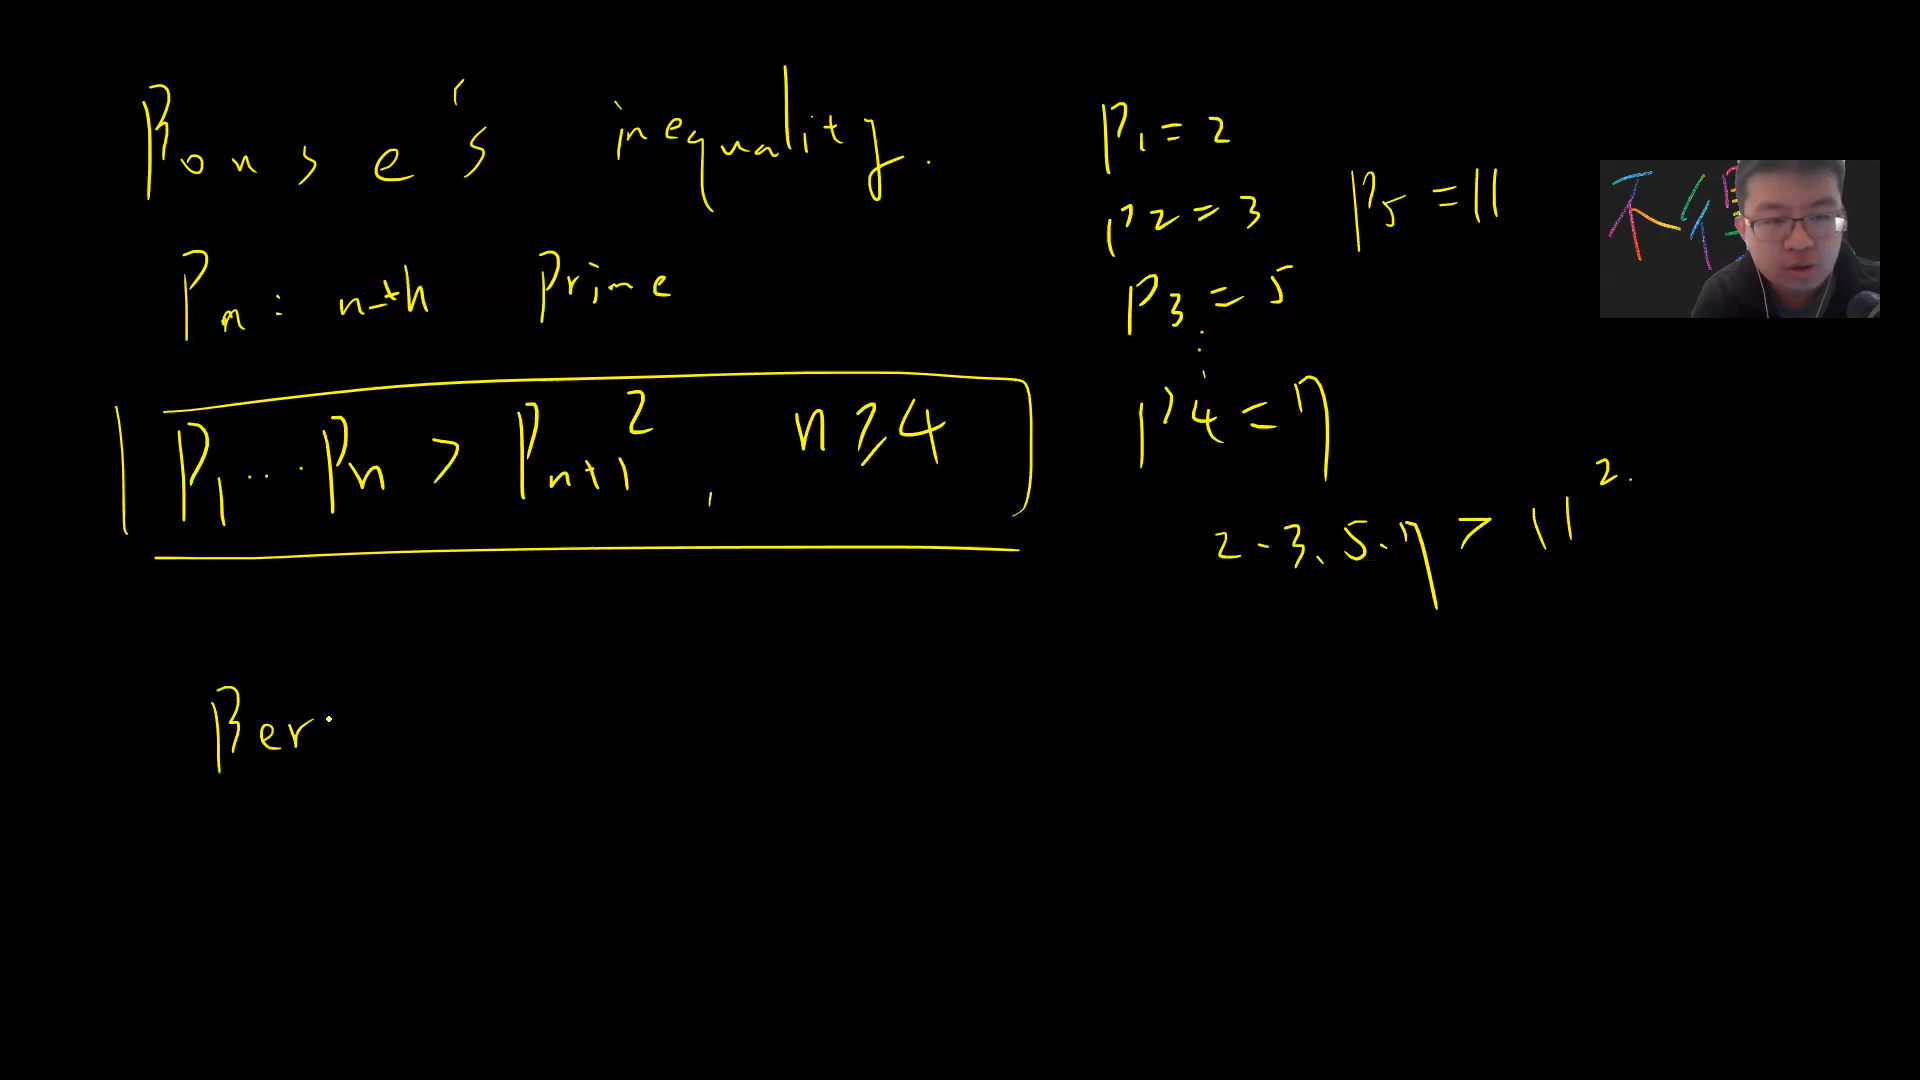 Bonse's inequality.
Pn: n-th Prime
P1...Pn > Pn+1², n≥4
Ber
P1 = 2
P2 = 3
P5 = 11
P3 = 5
P4 = 7
2·3·5·7 > 11².
不